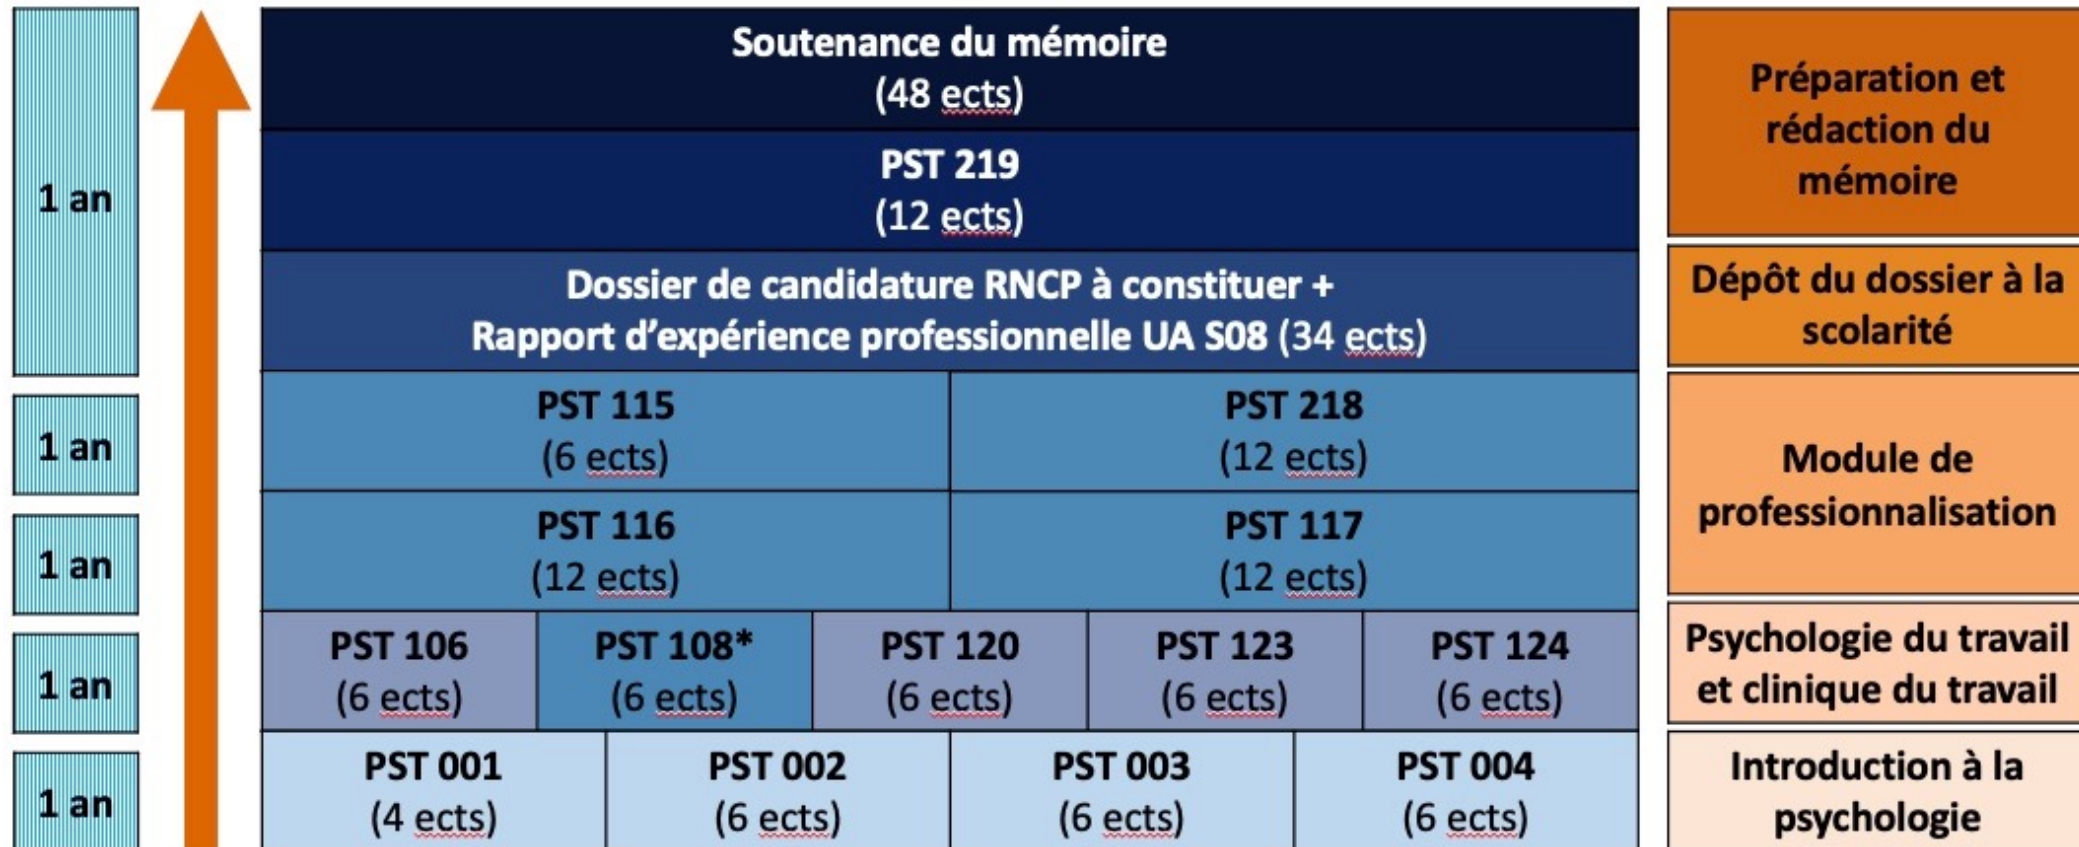 1 an
Soutenance du mémoire
(48 ects)
PST 219
(12 ects)
Dossier de candidature RNCP à constituer +
Rapport d’expérience professionnelle UA S08 (34 ects)
Préparation et
rédaction du
mémoire
Dépôt du dossier à la
scolarité
1 an
PST 115
(6 ects)
PST 218
(12 ects)
Module de
professionnalisation
1 an
PST 116
(12 ects)
PST 117
(12 ects)
1 an
PST 106
(6 ects)
PST 108*
(6 ects)
PST 120
(6 ects)
PST 123
(6 ects)
PST 124
(6 ects)
Psychologie du travail
et clinique du travail
1 an
PST 001
(4 ects)
PST 002
(6 ects)
PST 003
(6 ects)
PST 004
(6 ects)
Introduction à la
psychologie